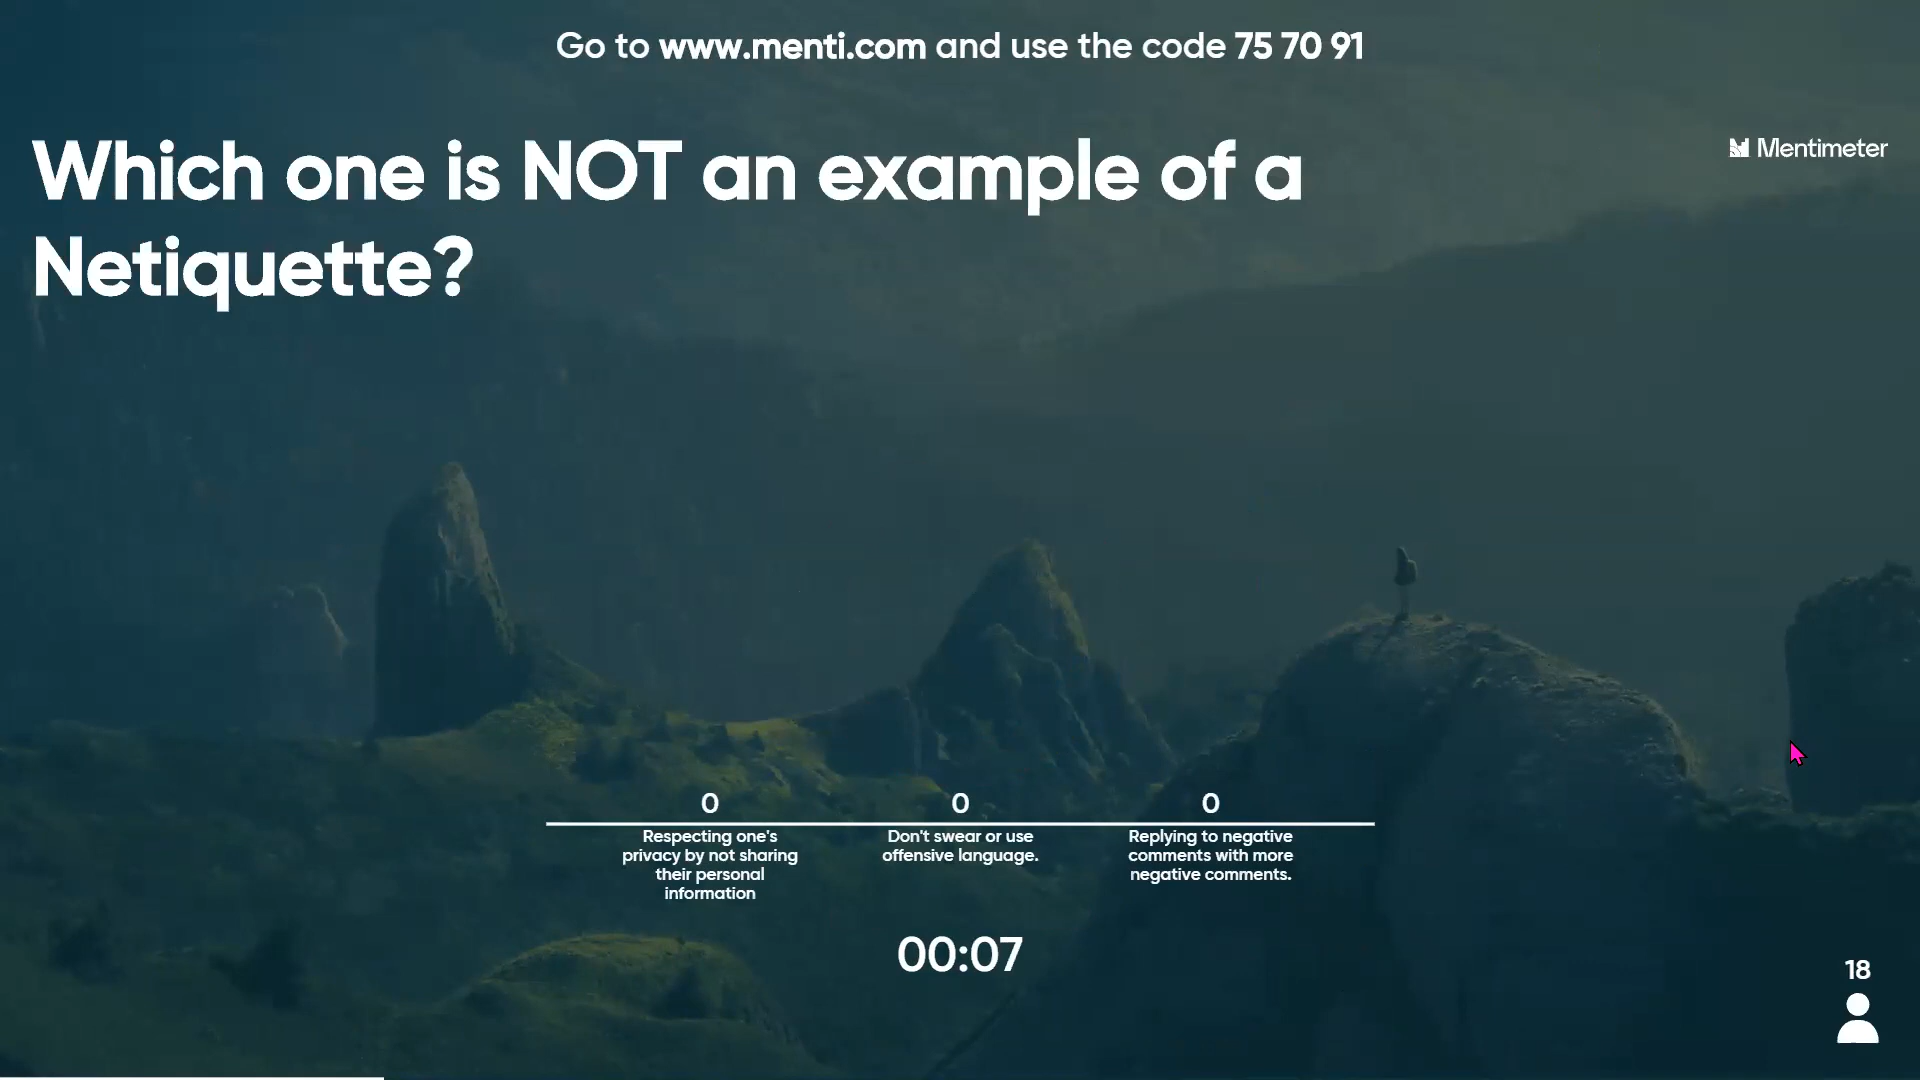 Go to www.menti.com and use the code 75 70 91
Which one is NOT an example of a
Netiquette?
Mentimeter
0
Respecting one's
privacy by not sharing
their personal
information
0
Don't swear or use
offensive language.
0
Replying to negative
comments with more
negative comments.
00:07
18